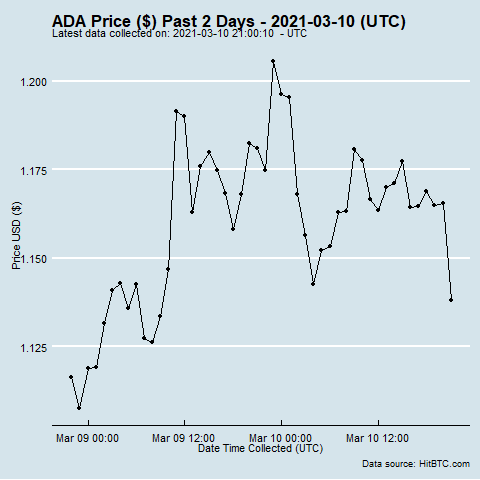 ADA Price ($) Past 2 Days - 2021-03-10 (UTC)
Latest data collected on: 2021-03-10 21:00:10  - UTC
1.200
1.175
1.150
1.125
Price USD ($)
Mar 09 00:00
Mar 09 12:00
Mar 10 00:00
Mar 10 12:00
Date Time Collected (UTC)
Data source: HitBTC.com